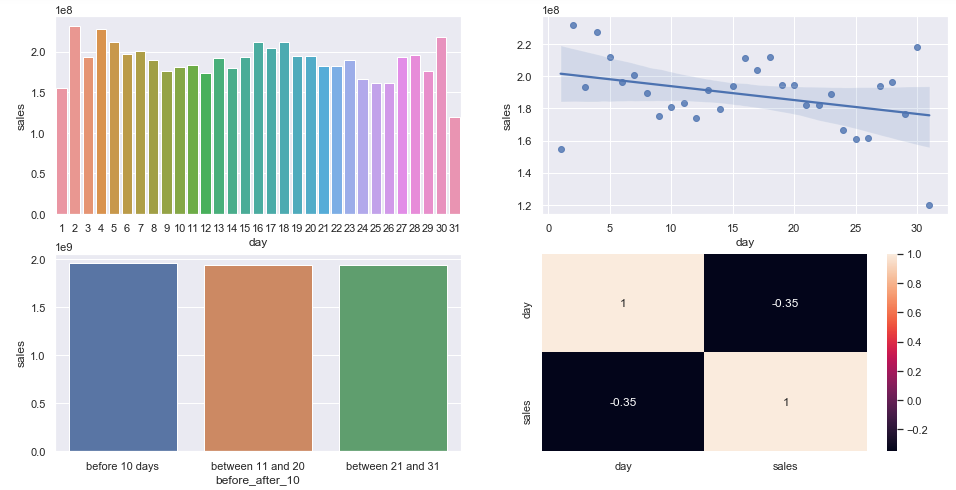 1e8
sales
2.0
1.5
1.0
0.5
0.0
1 2 3 4 5 6 7 8 9 10 11 12 13 14 15 16 17 18 19 20 21 22 23 24 25 26 27 28 29 30 31
day
1e8
sales
2.2
2.0
1.8
1.6
1.4
1.2
0 5 10 15 20 25 30
day
1e9
sales
2.0
1.5
1.0
0.5
0.0
before 10 days between 11 and 20 between 21 and 31
before_after_10
day
sales
1 -0.35
-0.35 1
day sales
1.0
0.8
0.6
0.4
0.2
0.0
−0.2